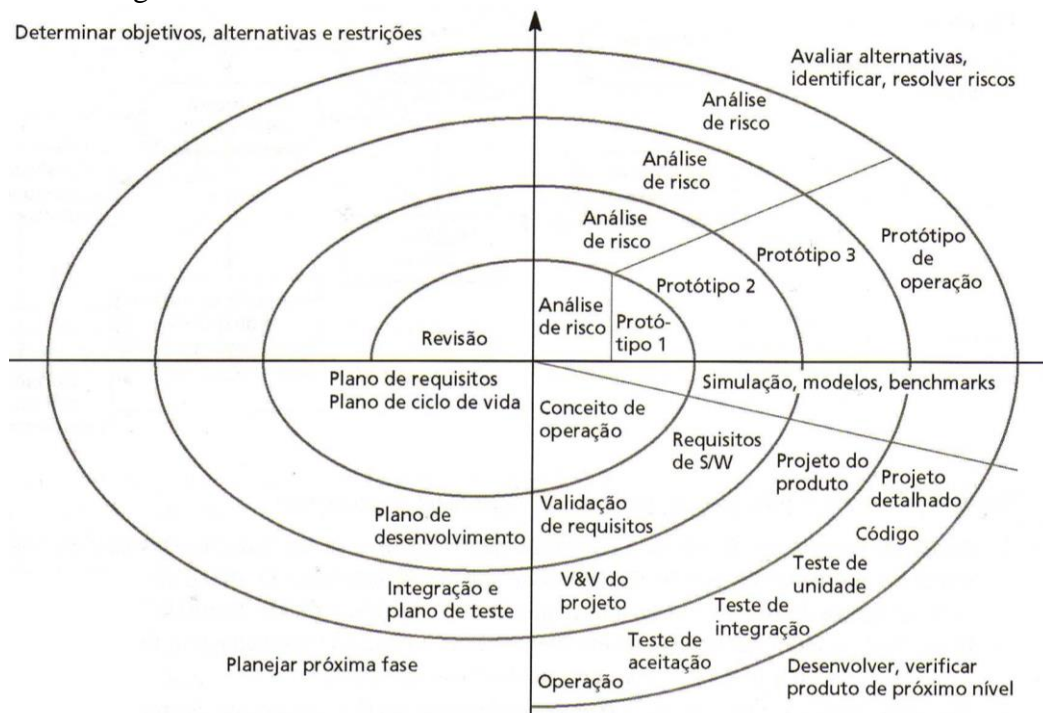 Determinar objetivos, alternativas e restrições
Avaliar alternativas,
identificar, resolver riscos
Análise
de risco
Análise
de risco
Análise
de risco
Protótipo
de
operação
Protótipo 3
Protótipo 2
Análise
de risco
Protó-
tipo 1
Revisão
Plano de requisitos
Plano de ciclo de vida
Simulação, modelos, benchmarks
Conceito de
operação
Requisitos
de S/W
Projeto do
produto
Projeto
detalhado
Plano de
desenvolvimento
Validação
de requisitos
Código
Teste de
unidade
Integração e
plano de teste
V&V do
projeto
Teste de
integração
Teste de
aceitação
Operação
Planejar próxima fase
Desenvolver, verificar
produto de próximo nível